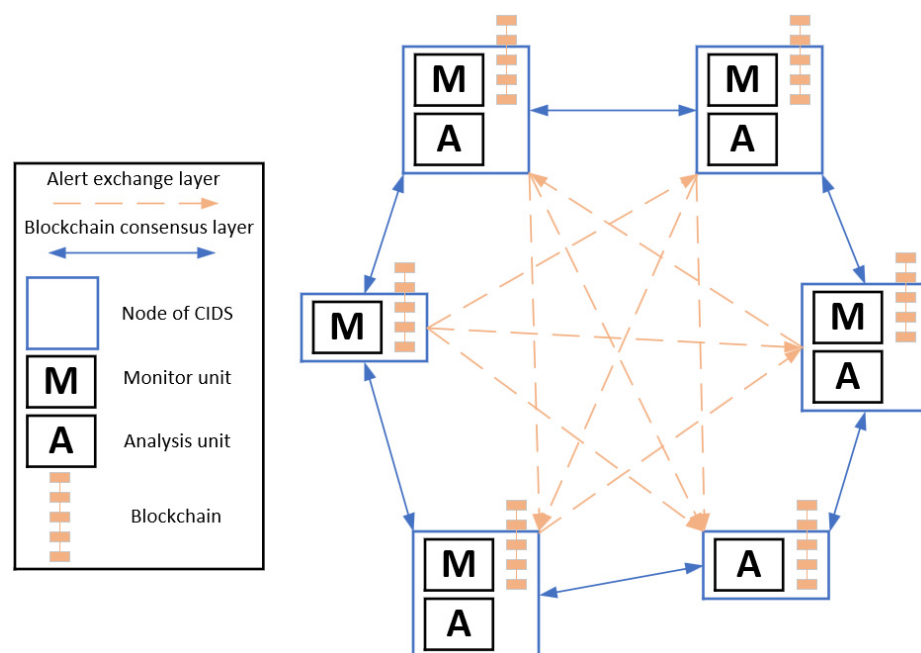 Alert exchange layer
Blockchain consensus layer
Node of CIDS
M
Monitor unit
A
Analysis unit
Blockchain
M
A
M
A
M
M
A
M
A
A